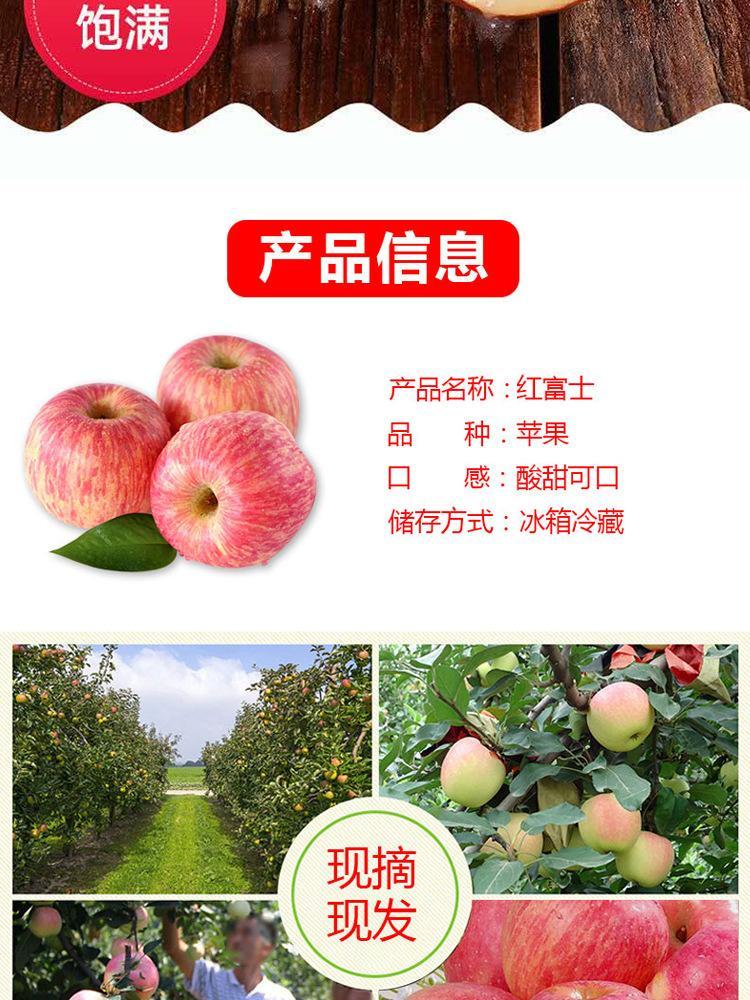 饱满
产品信息
产品名称：红富士
品　　种：苹果
口　　感：酸甜可口
储存方式：冰箱冷藏
现摘
现发